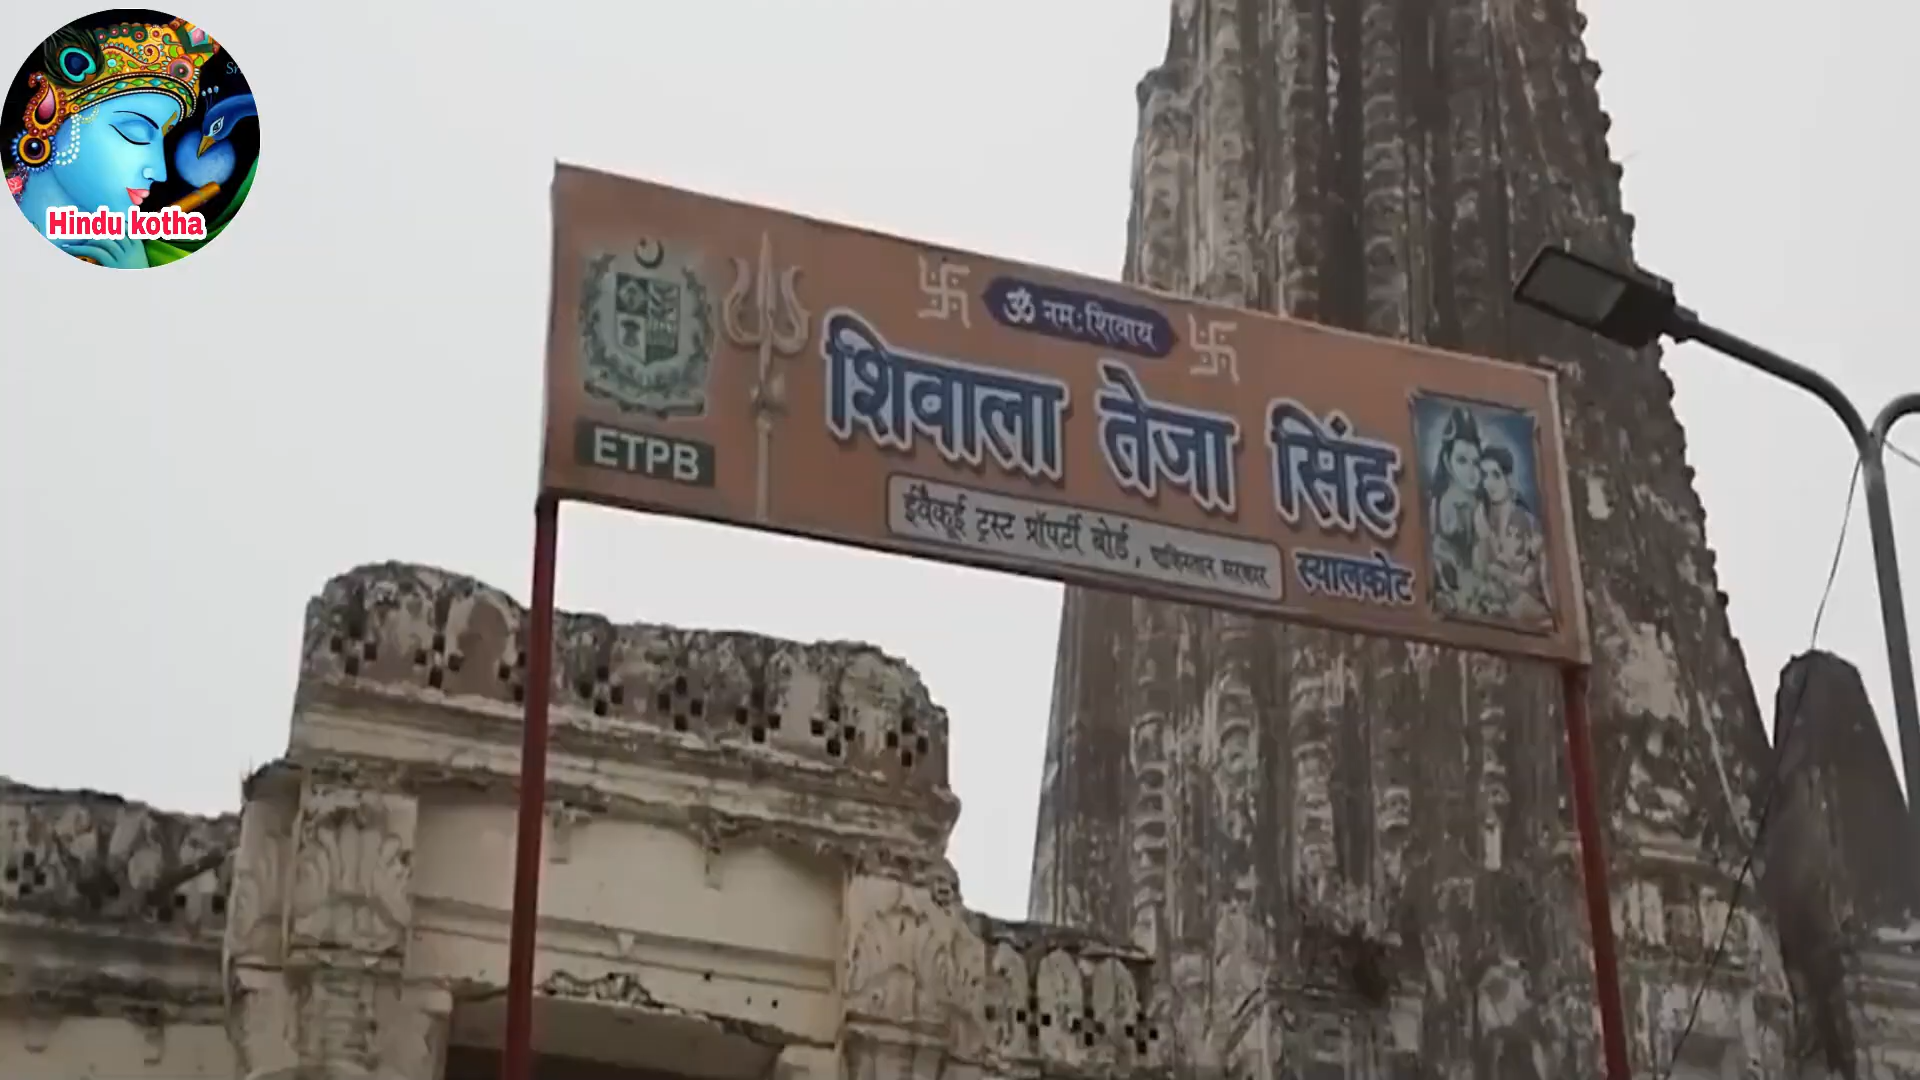 Hindu kotha
ॐ नम: शिवाय
शिवाला तेजा सिंह
ETPB
ईवैकूई ट्रस्ट प्रॉपर्टी बोर्ड, पाकिस्तान सरकार
स्यालकोट